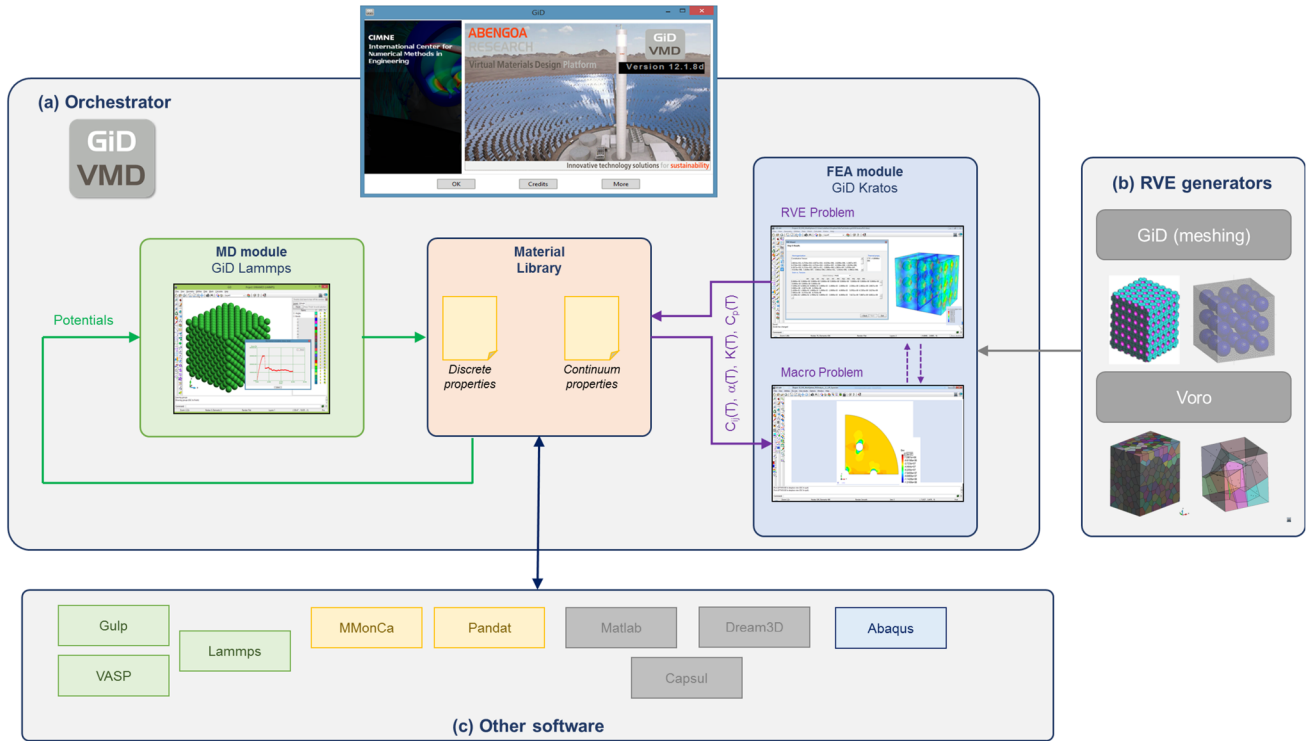 GiD
CIMNE
International Center for
Numerical Methods in
Engineering
ABENGOA
RESEARCH
Virtual Materials Design Platform
GiD
VMD
Version 12.1.8d
Innovative technology solutions for sustainability
OK
Credits
More
(a) Orchestrator
GiD
VMD
MD module
GiD Lammps
Potentials
Material
Library
Discrete
properties
Continuum
properties
Cij(T), α(T), K(T), Cp(T)
FEA module
GiD Kratos
RVE Problem
Macro Problem
(b) RVE generators
GiD (meshing)
Voro
Gulp
VASP
Lammps
MMonCa
Pandat
Matlab
Dream3D
Capsul
Abaqus
(c) Other software